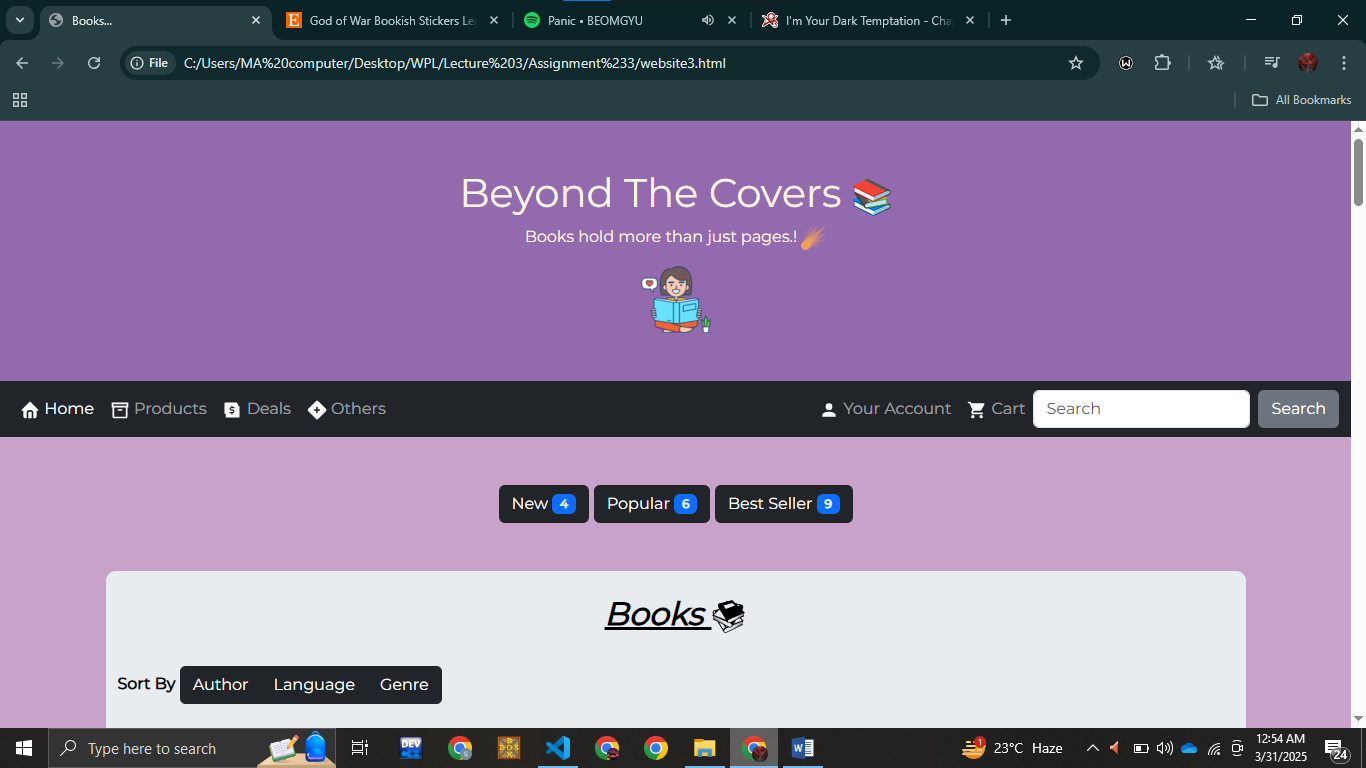 Books...
God of War Bookish Stickers Le
Panic • BEOMGYU
I'm Your Dark Temptation - Cha
File
C:/Users/MA%20computer/Desktop/WPL/Lecture%203/Assignment%233/website3.html
All Bookmarks
Beyond The Covers
Books hold more than just pages.!
Home Products Deals Others Your Account Cart Search Search
New 4 Popular 6 Best Seller 9
Books
Sort By Author Language Genre
Type here to search
DEV
23°C Haze
12:54 AM
3/31/2025
24